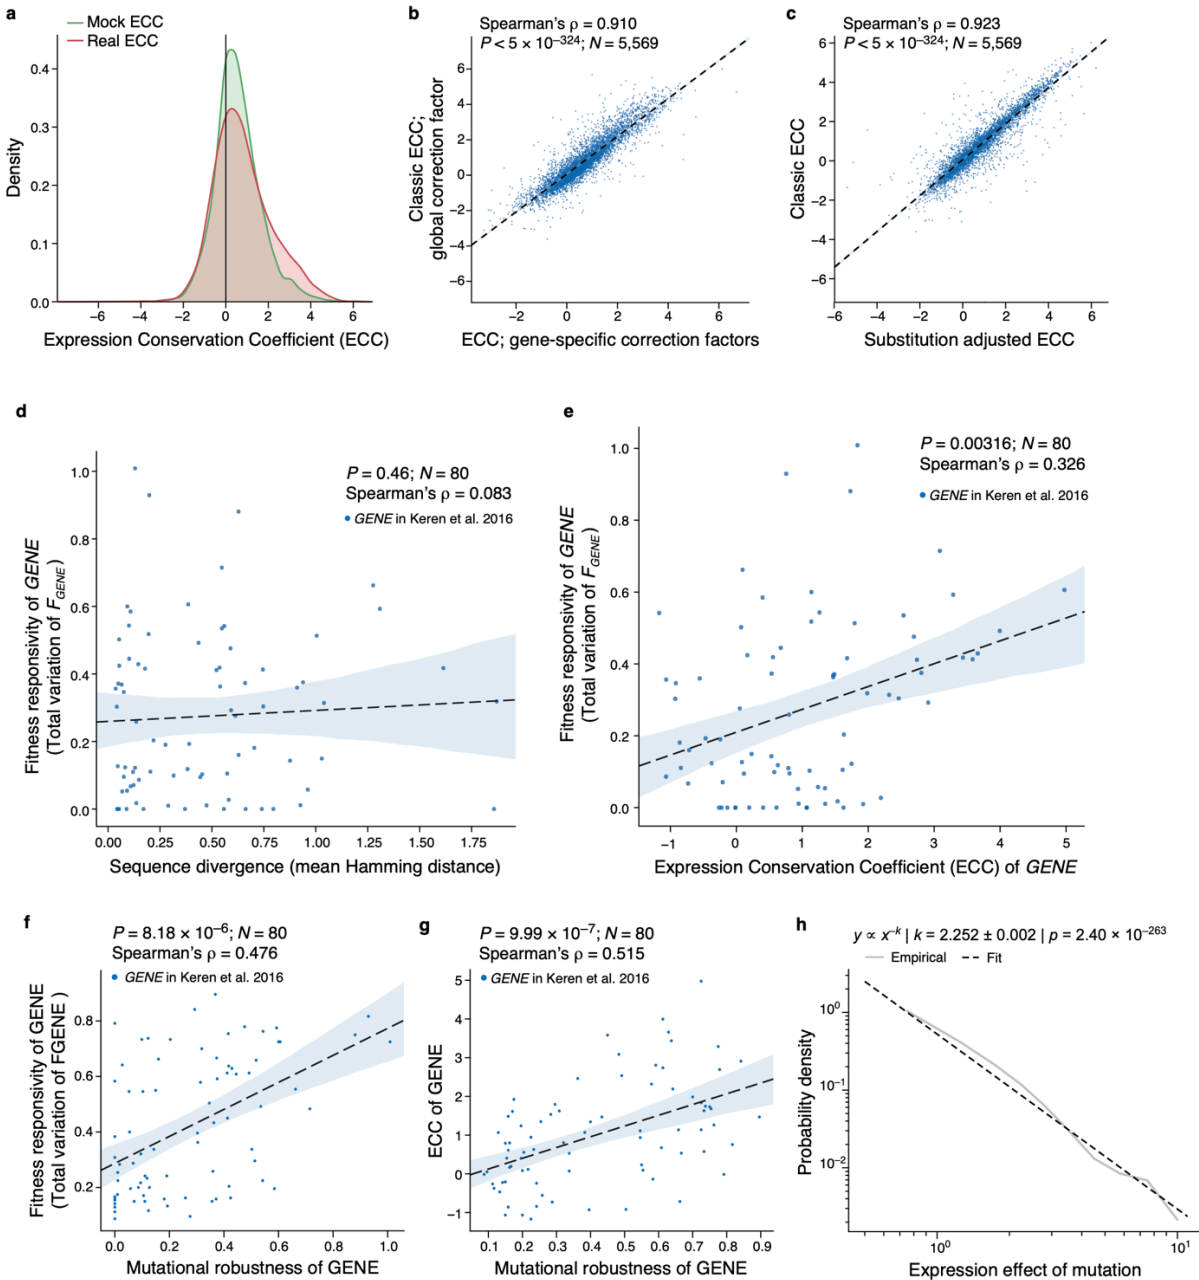 a
Mock ECC
Real ECC
Density
0.4
0.3
0.2
0.1
0.0
−6 −4 −2 0 2 4 6
Expression Conservation Coefficient (ECC)
b
Spearman's ρ = 0.910
P < 5 × 10–324; N = 5,569
Classic ECC;
global correction factor
6
4
2
0
−2
−4
−6
−2 0 2 4 6
ECC; gene-specific correction factors
c
Spearman's ρ = 0.923
P < 5 × 10–324; N = 5,569
Classic ECC
6
4
2
0
−2
−4
−6
−6 −4 −2 0 2 4 6
Substitution adjusted ECC
d
P = 0.46; N = 80
Spearman's ρ = 0.083
GENE in Keren et al. 2016
Fitness responsivity of GENE
(Total variation of FGENE)
1.0
0.8
0.6
0.4
0.2
0.0
0.00 0.25 0.50 0.75 1.00 1.25 1.50 1.75
Sequence divergence (mean Hamming distance)
e
P = 0.00316; N = 80
Spearman's ρ = 0.326
GENE in Keren et al. 2016
Fitness responsivity of GENE
(Total variation of FGENE)
1.0
0.8
0.6
0.4
0.2
0.0
−1 0 1 2 3 4 5
Expression Conservation Coefficient (ECC) of GENE
f
P = 8.18 × 10–6; N = 80
Spearman's ρ = 0.476
GENE in Keren et al. 2016
Fitness responsivity of GENE
(Total variation of FGENE )
0.8
0.6
0.4
0.2
0.0 0.2 0.4 0.6 0.8 1.0
Mutational robustness of GENE
g
P = 9.99 × 10–7; N = 80
Spearman's ρ = 0.515
GENE in Keren et al. 2016
ECC of GENE
5
4
3
2
1
0
−1
0.1 0.2 0.3 0.4 0.5 0.6 0.7 0.8 0.9
Mutational robustness of GENE
h
y ∝ x–k | k = 2.252 ± 0.002 | p = 2.40 × 10–263
Empirical Fit
Probability density
100
10−1
10−2
100 101
Expression effect of mutation